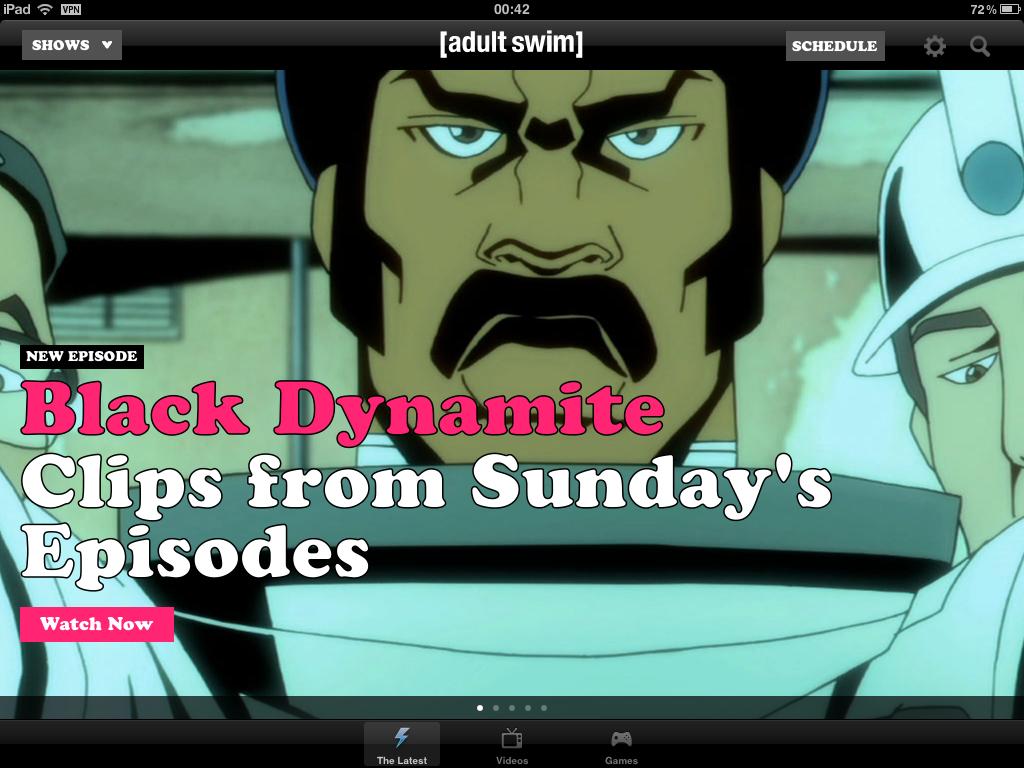 iPad VPN 00:42 72%
SHOWS [adult swim] SCHEDULE
NEW EPISODE
Black Dynamite
Clips from Sunday's
Episodes
Watch Now
The Latest Videos Games